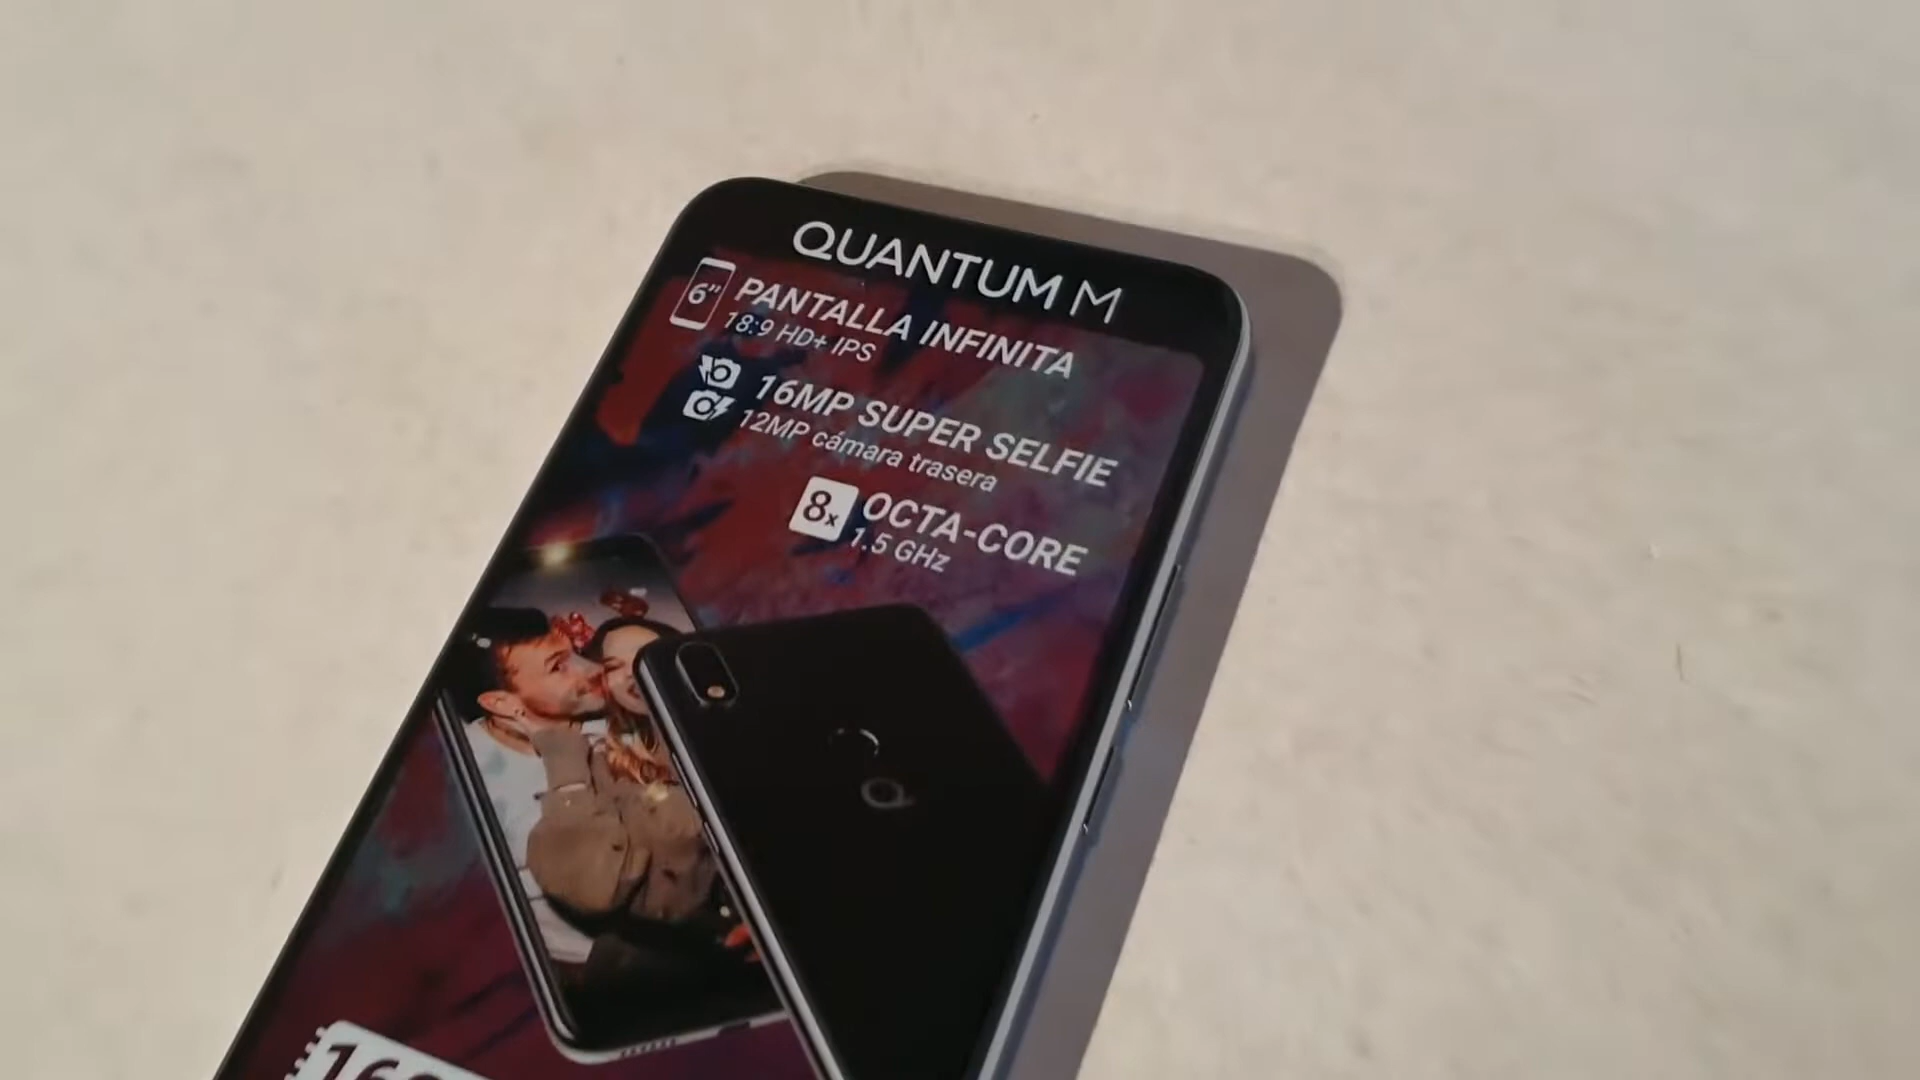 QUANTUM M
6"
PANTALLA INFINITA
18:9 HD+ IPS
16MP SUPER SELFIE
12MP cámara trasera
8x
OCTA-CORE
1.5 GHz